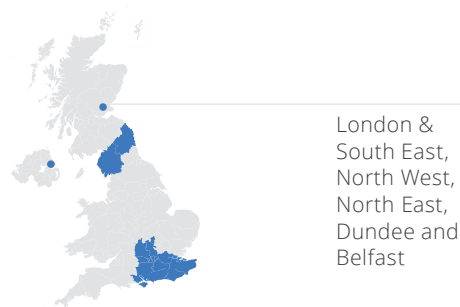 London &
South East,
North West,
North East,
Dundee and
Belfast